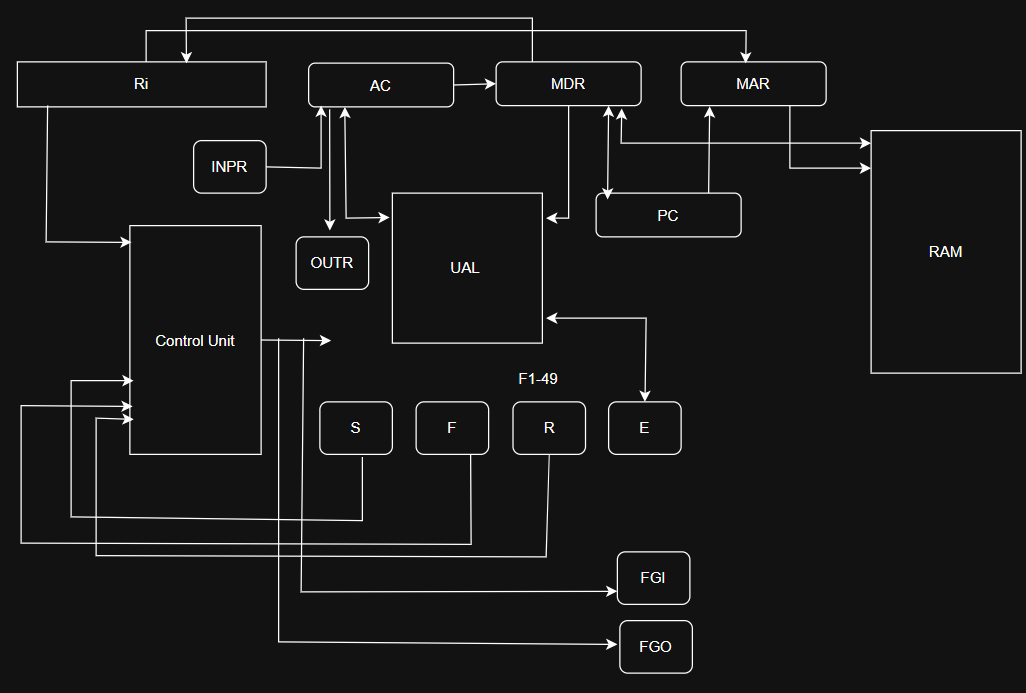 Ri
AC
MDR
MAR
INPR
PC
OUTR
UAL
RAM
Control Unit
F1-49
S
F
R
E
FGI
FGO